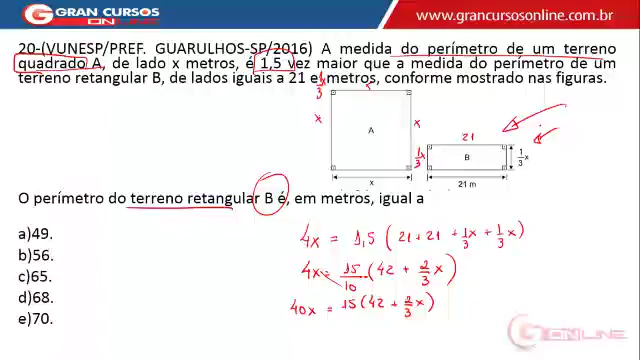 GRAN CURSOS
ONLINE
www.grancursosonline.com.br
20-(VUNESP/PREF. GUARULHOS-SP/2016) A medida do perímetro de um terreno
quadrado A, de lado x metros, é 1,5 vez maior que a medida do perímetro de um
terreno retangular B, de lados iguais a 21 e metros, conforme mostrado nas figuras.
1/3
x
x
A
x
x
21
1/3 x
B
1/3 x
21 m
O perímetro do terreno retangular B é, em metros, igual a
a)49.
b)56.
c)65.
d)68.
e)70.
4x = 1,5 (21 + 21 + 1/3 x + 1/3 x)
4x = 15/10 (42 + 2/3 x)
40x = 15 (42 + 2/3 x)
GRAN
ONLINE